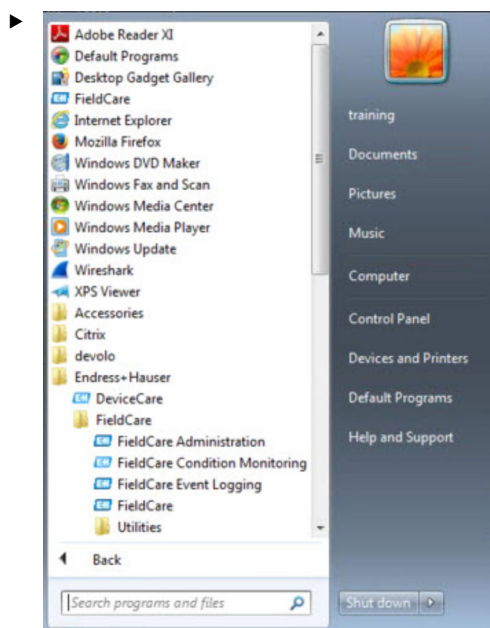 Adobe Reader XI
Default Programs
Desktop Gadget Gallery
FieldCare
Internet Explorer
Mozilla Firefox
Windows DVD Maker
Windows Fax and Scan
Windows Media Center
Windows Media Player
Windows Update
Wireshark
XPS Viewer
Accessories
Citrix
devolo
Endress+Hauser
DeviceCare
FieldCare
FieldCare Administration
FieldCare Condition Monitoring
FieldCare Event Logging
FieldCare
Utilities
Back
Search programs and files
training
Documents
Pictures
Music
Computer
Control Panel
Devices and Printers
Default Programs
Help and Support
Shut down